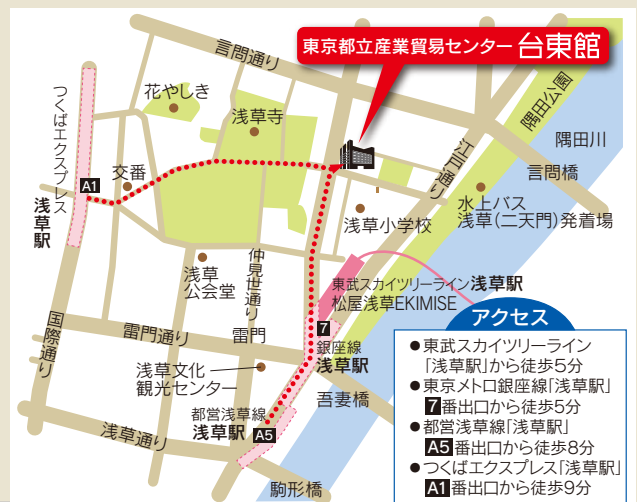 東京都立産業貿易センター 台東館
言問通り
花やしき
浅草寺
つくばエクスプレス
浅草駅
A1
交番
江戸通り
隅田公園
隅田川
言問橋
水上バス
浅草(二天門)発着場
浅草小学校
浅草
公会堂
仲見世通り
東武スカイツリーライン浅草駅
松屋浅草EKIMISE
国際通り
雷門通り
雷門
7
銀座線
浅草駅
浅草文化
観光センター
吾妻橋
都営浅草線
浅草駅
A5
浅草通り
駒形橋
アクセス
●東武スカイツリーライン
「浅草駅」から徒歩5分
●東京メトロ銀座線「浅草駅」
7番出口から徒歩5分
●都営浅草線「浅草駅」
A5番出口から徒歩8分
●つくばエクスプレス「浅草駅」
A1番出口から徒歩9分